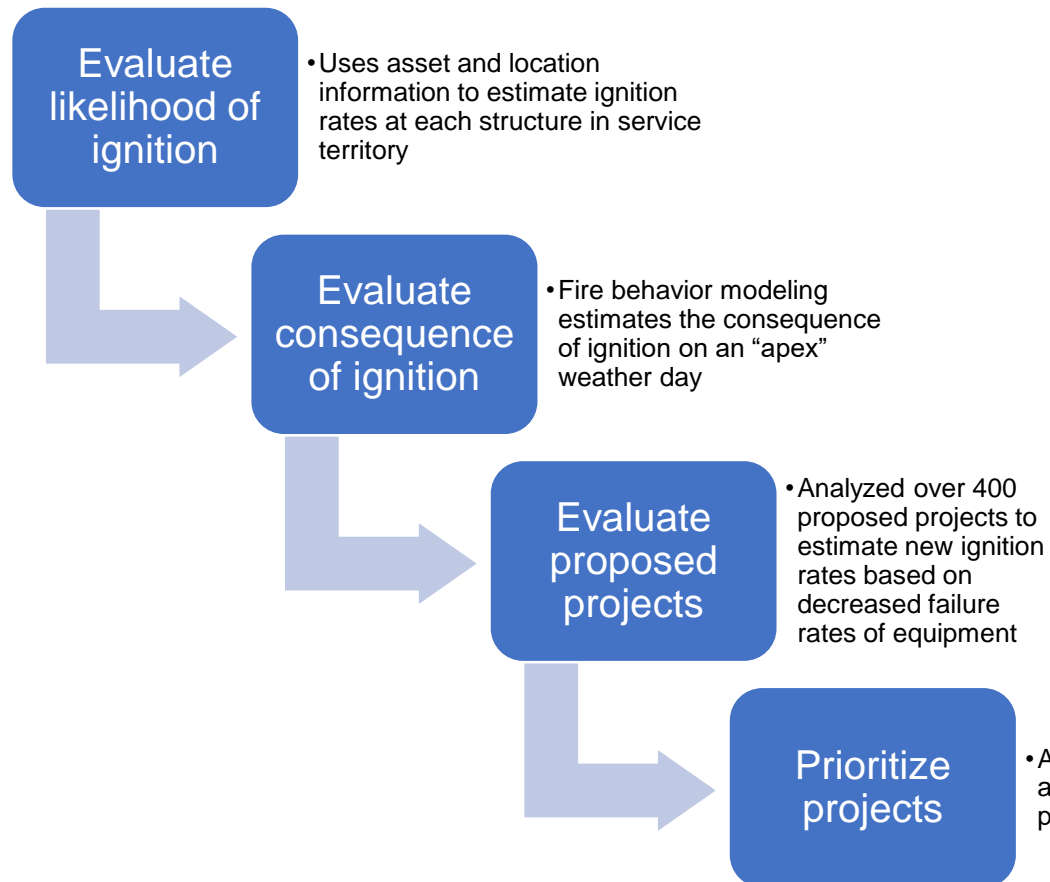 Evaluate
likelihood of
ignition
•Uses asset and location
information to estimate ignition
rates at each structure in service
territory
Evaluate
consequence
of ignition
•Fire behavior modeling
estimates the consequence
of ignition on an “apex”
weather day
Evaluate
proposed
projects
•Analyzed over 400
proposed projects to
estimate new ignition
rates based on
decreased failure
rates of equipment
Prioritize
projects